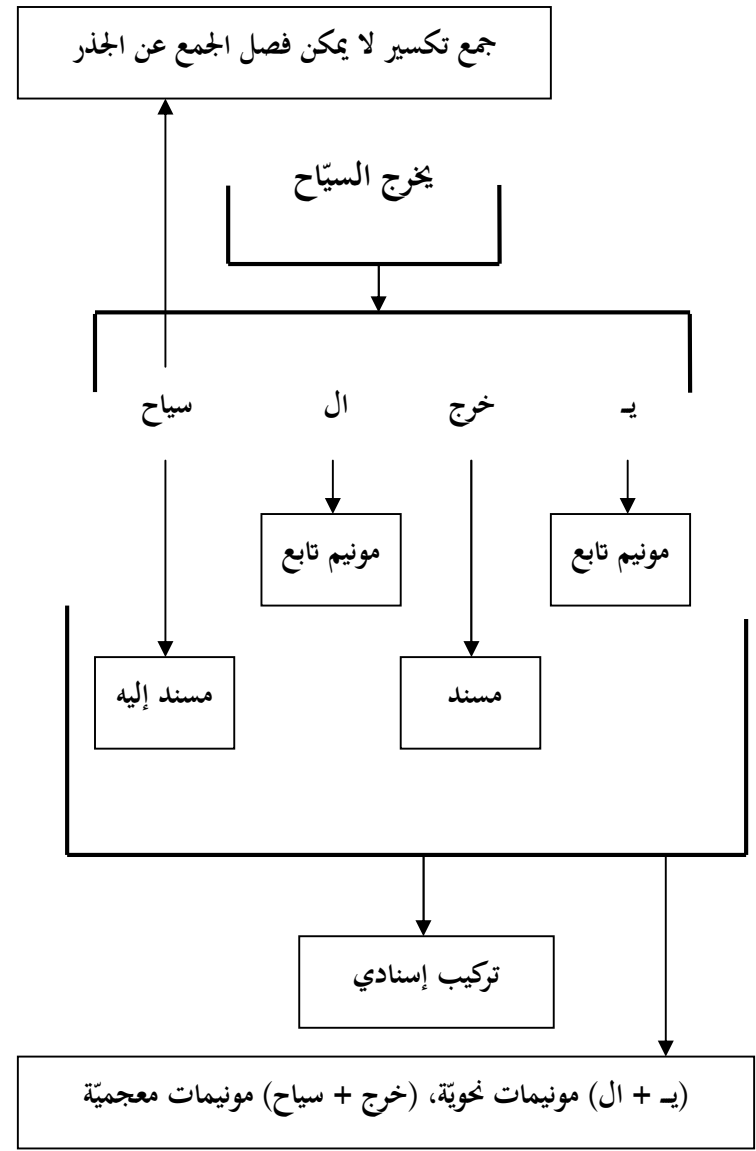 جمع تكسير لا يمكن فصل الجمع عن الجذر
يخرج السيّاح
يـ خرج ال سياح
مونيم تابع مونيم تابع
مسند مسند إليه
تركيب إسنادي
(يـ + ال) مونيمات نحويّة، (خرج + سياح) مونيمات معجميّة